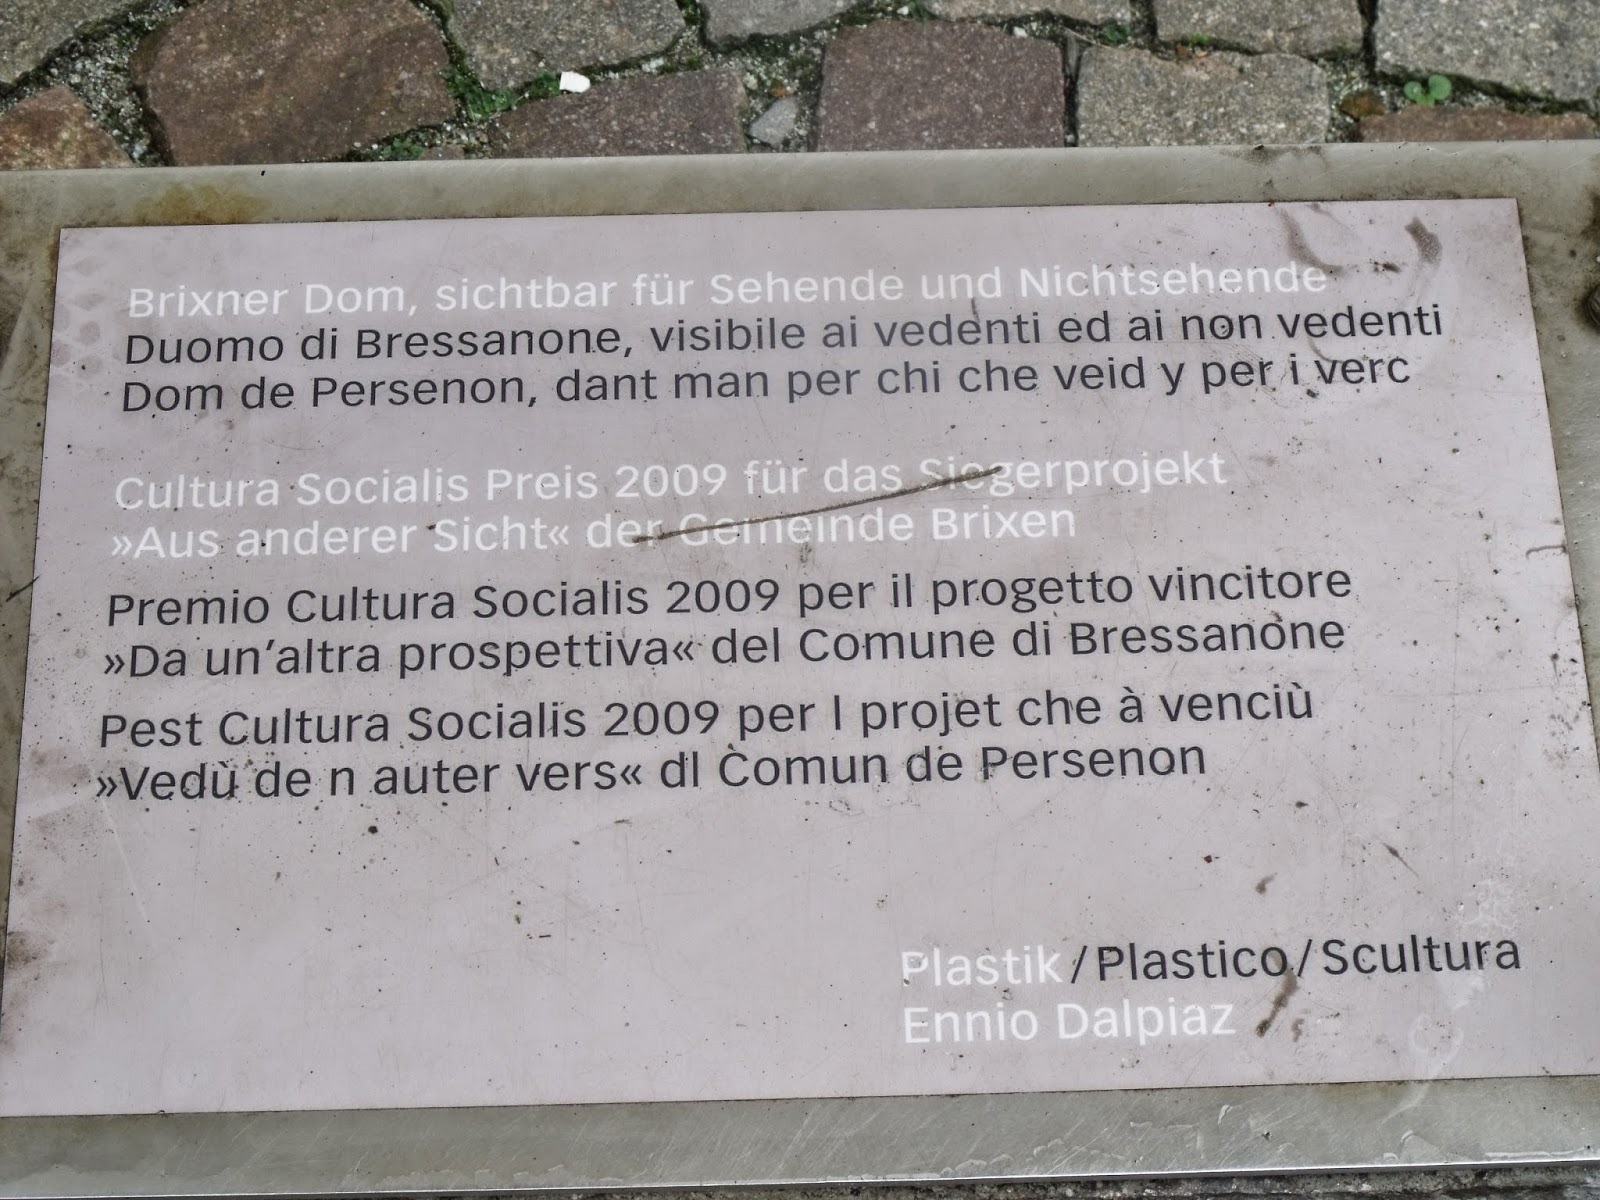 Brixner Dom, sichtbar für Sehende und Nichtsehende
Duomo di Bressanone, visibile ai vedenti ed ai non vedenti
Dom de Persenon, dant man per chi che veid y per i verc
Cultura Socialis Preis 2009 für das Siegerprojekt
»Aus anderer Sicht« der Gemeinde Brixen
Premio Cultura Socialis 2009 per il progetto vincitore
»Da un’altra prospettiva« del Comune di Bressanone
Pest Cultura Socialis 2009 per l projet che à venciù
»Vedù de n auter vers« dl Comun de Persenon
Plastik/Plastico/Scultura
Ennio Dalpiaz